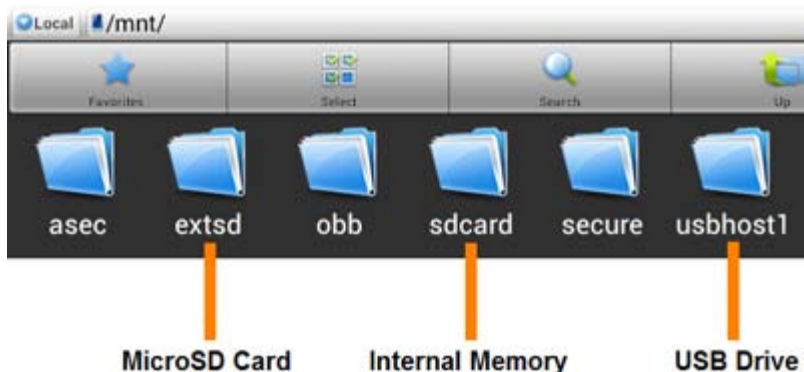 Local /mnt/
Favorites Select Search Up
asec extsd obb sdcard secure usbhost1
MicroSD Card Internal Memory USB Drive